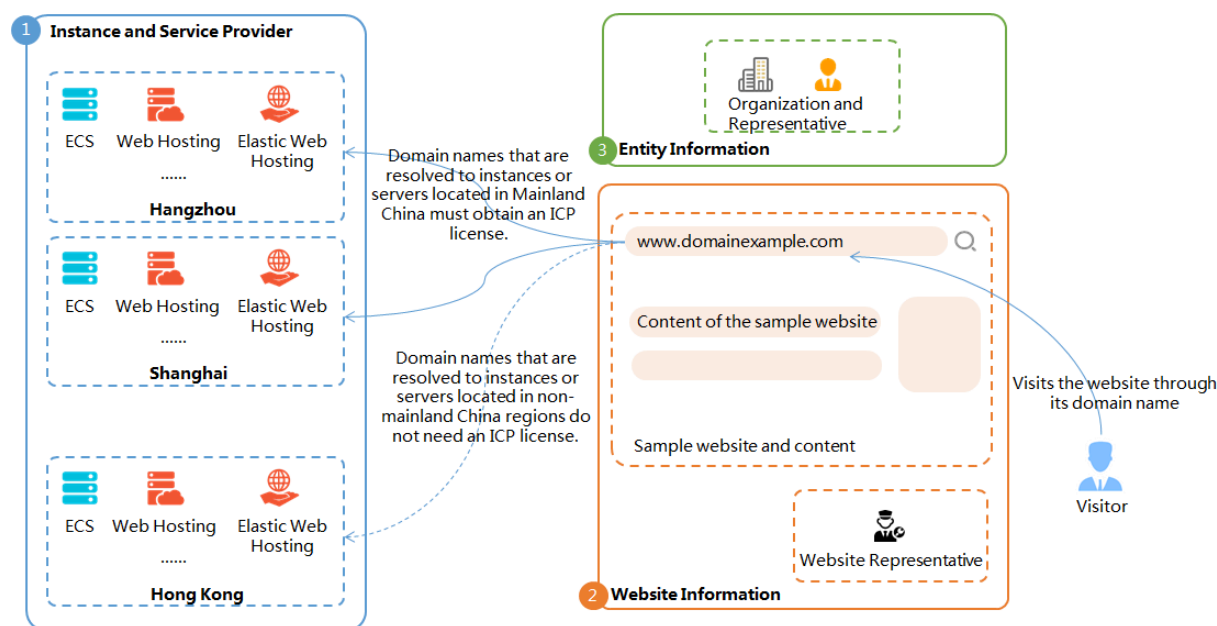 1
Instance and Service Provider
ECS
Web Hosting
Elastic Web
Hosting
......
Hangzhou
ECS
Web Hosting
Elastic Web
Hosting
......
Shanghai
ECS
Web Hosting
Elastic Web
Hosting
......
Hong Kong
Domain names that are
resolved to instances or
servers located in Mainland
China must obtain an ICP
license.
Domain names that are
resolved to instances or
servers located in non-
mainland China regions do
not need an ICP license.
Organization and
Representative
3
Entity Information
www.domainexample.com
Content of the sample website
Sample website and content
Website Representative
2
Website Information
Visits the website through
its domain name
Visitor